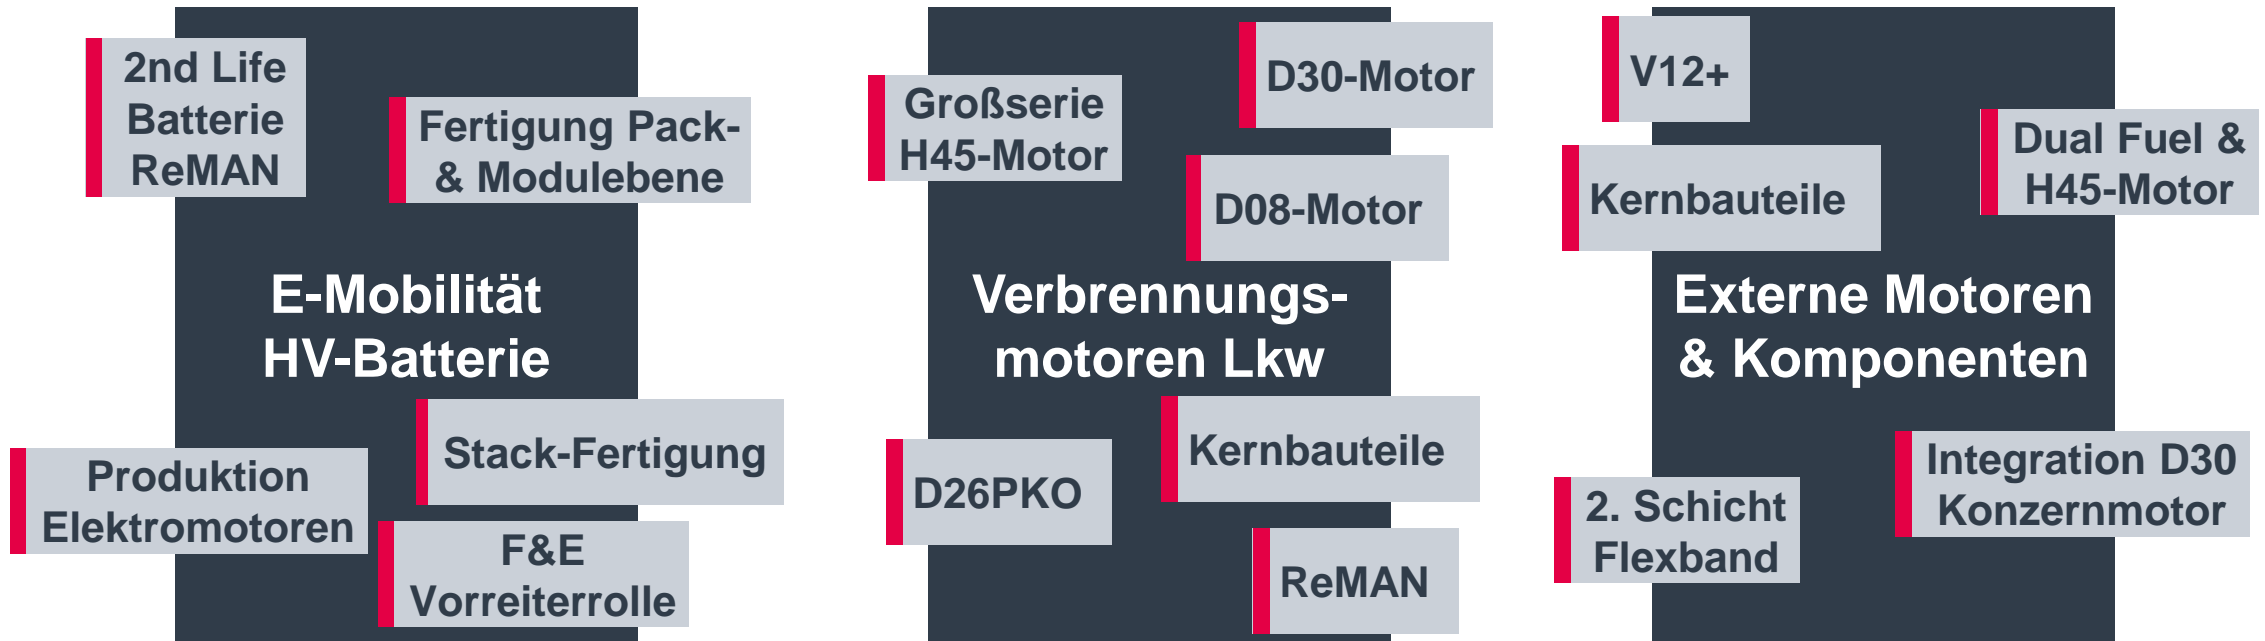 2nd Life
Batterie
ReMAN
Fertigung Pack-
& Modulebene
E-Mobilität
HV-Batterie
Stack-Fertigung
Produktion
Elektromotoren
F&E
Vorreiterrolle
Großserie
H45-Motor
D30-Motor
D08-Motor
Verbrennungs-
motoren Lkw
Kernbauteile
D26PKO
ReMAN
V12+
Dual Fuel &
H45-Motor
Kernbauteile
Externe Motoren
& Komponenten
Integration D30
Konzernmotor
2. Schicht
Flexband